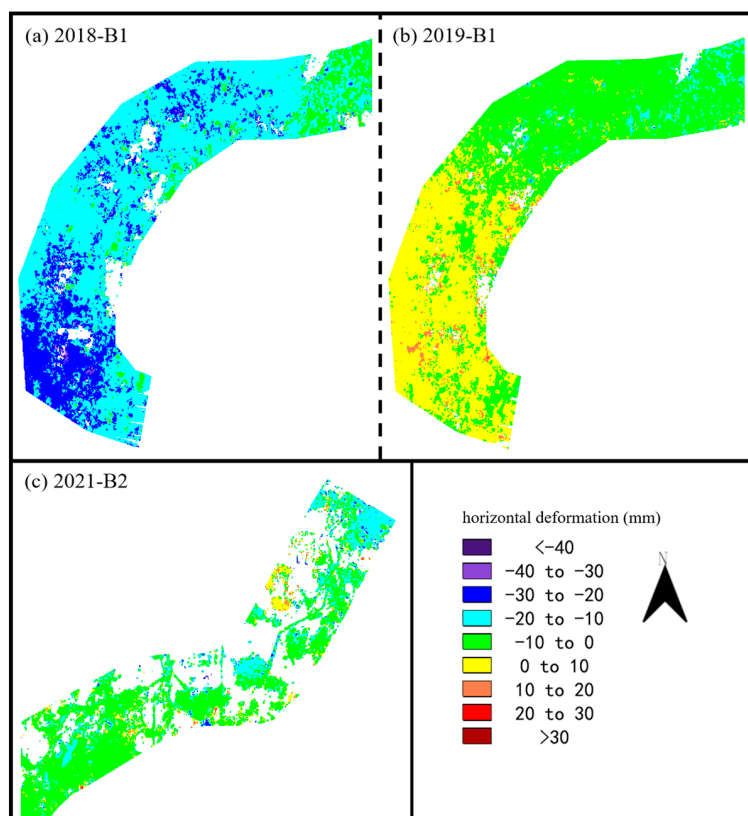 (a) 2018-B1
(b) 2019-B1
(c) 2021-B2
horizontal deformation (mm)
<-40
-40 to -30
-30 to -20
-20 to -10
-10 to 0
0 to 10
10 to 20
20 to 30
>30
N